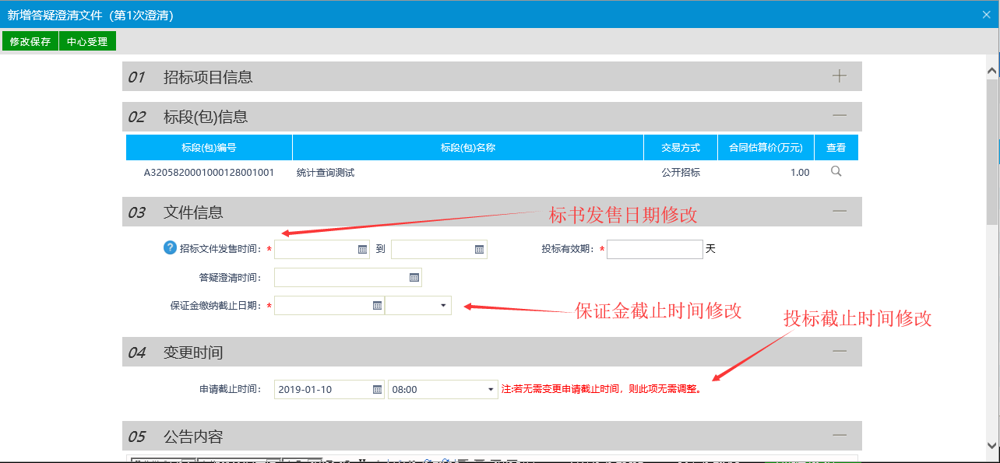 新增答疑澄清文件（第1次澄清）
修改保存 中心受理
01 招标项目信息
02 标段(包)信息
标段(包)编号 标段(包)名称 交易方式 合同估算价(万元) 查看
A3205820001000128001001 统计查询测试 公开招标 1.00
03 文件信息
标书发售日期修改
招标文件发售时间：* 到 投标有效期：* 天
答疑澄清时间：
保证金缴纳截止日期：*
保证金截止时间修改
投标截止时间修改
04 变更时间
申请截止时间： 2019-01-10 08:00 注:若无需变更申请截止时间，则此项无需调整。
05 公告内容